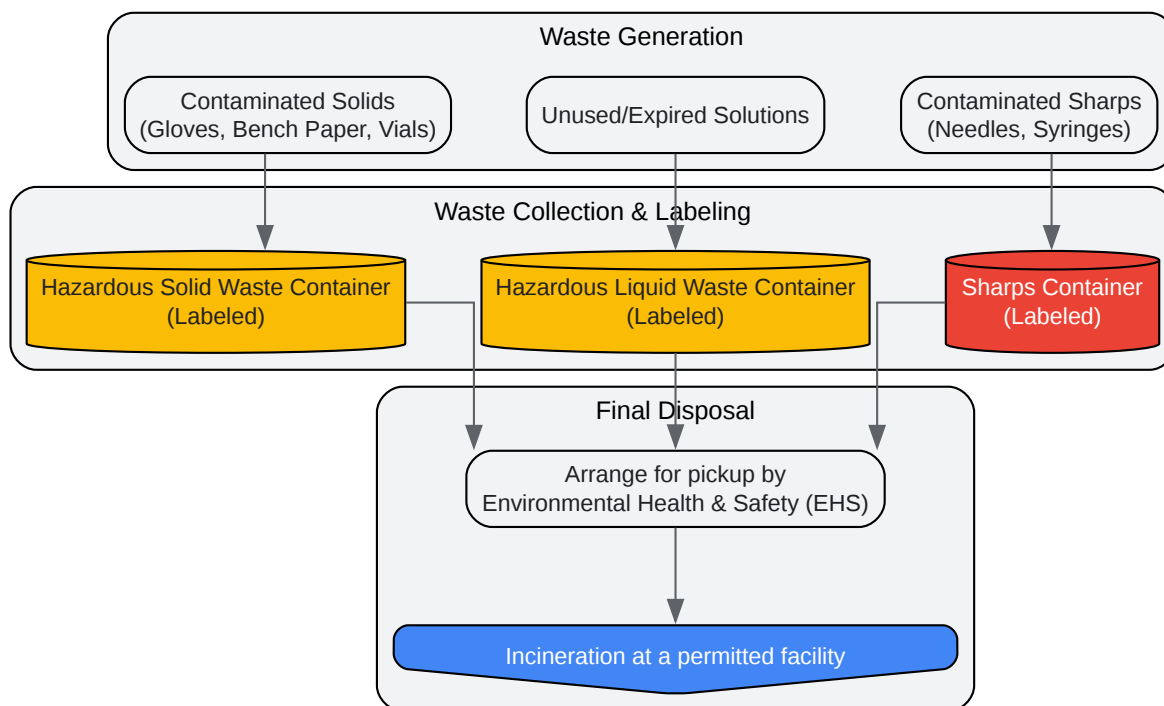 Waste Generation
Contaminated Solids
(Gloves, Bench Paper, Vials)
Unused/Expired Solutions
Contaminated Sharps
(Needles, Syringes)
Waste Collection & Labeling
Hazardous Solid Waste Container
(Labeled)
Hazardous Liquid Waste Container
(Labeled)
Sharps Container
(Labeled)
Final Disposal
Arrange for pickup by
Environmental Health & Safety (EHS)
Incineration at a permitted facility